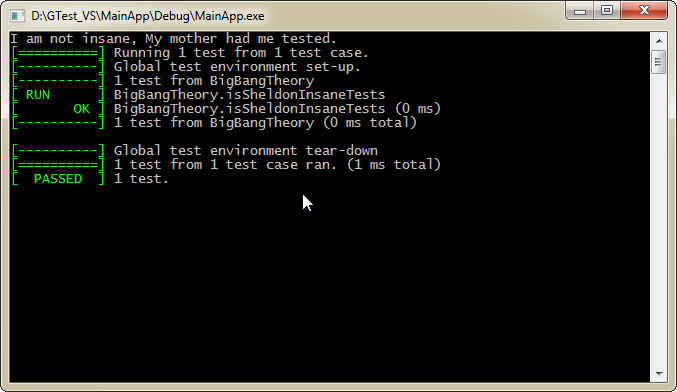 D:\GTest_VS\MainApp\Debug\MainApp.exe
I am not insane, My mother had me tested.
[==========] Running 1 test from 1 test case.
[----------] Global test environment set-up.
[----------] 1 test from BigBangTheory
[ RUN      ] BigBangTheory.isSheldonInsaneTests
[       OK ] BigBangTheory.isSheldonInsaneTests (0 ms)
[----------] 1 test from BigBangTheory (0 ms total)
[----------] Global test environment tear-down
[==========] 1 test from 1 test case ran. (1 ms total)
[  PASSED  ] 1 test.